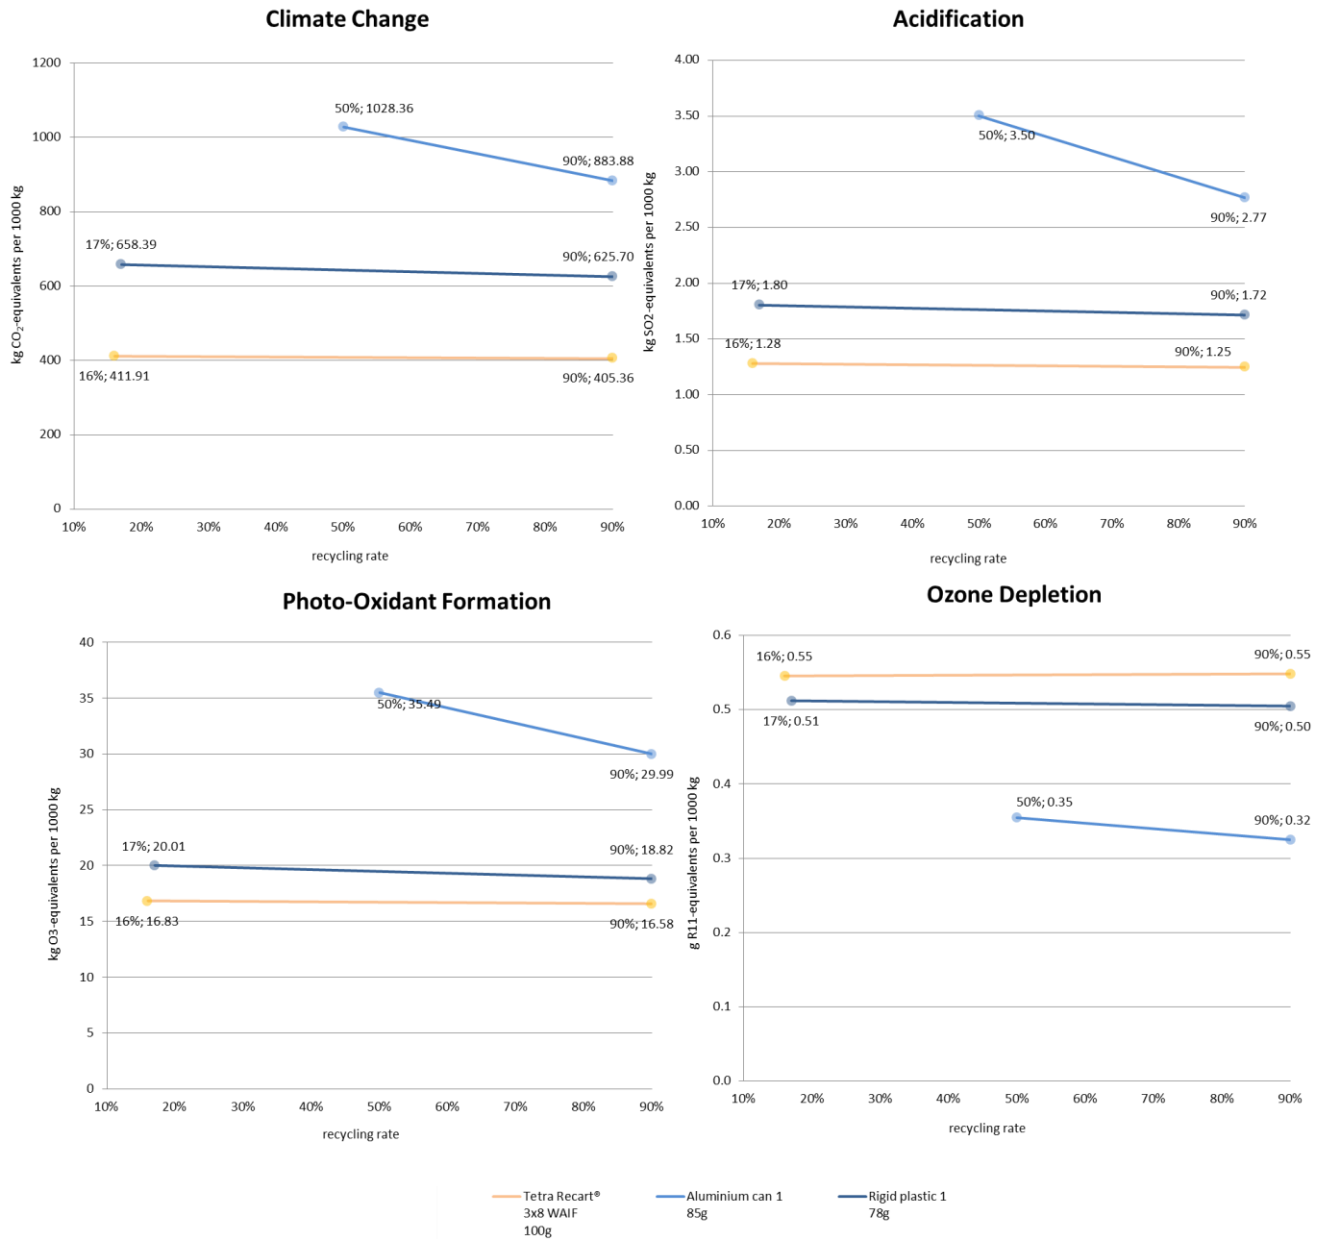 Climate Change
1200
1000
800
600
400
200
0
kg CO₂-equivalents per 1000 kg
50%; 1028.36
90%; 883.88
17%; 658.39
90%; 625.70
16%; 411.91
90%; 405.36
10% 20% 30% 40% 50% 60% 70% 80% 90%
recycling rate
Acidification
4.00
3.50
3.00
2.50
2.00
1.50
1.00
0.50
0.00
kg SO2-equivalents per 1000 kg
50%; 3.50
90%; 2.77
17%; 1.80
90%; 1.72
16%; 1.28
90%; 1.25
10% 20% 30% 40% 50% 60% 70% 80% 90%
recycling rate
Photo-Oxidant Formation
40
35
30
25
20
15
10
5
0
kg O3-equivalents per 1000 kg
50%; 35.49
90%; 29.99
17%; 20.01
90%; 18.82
16%; 16.83
90%; 16.58
10% 20% 30% 40% 50% 60% 70% 80% 90%
recycling rate
Ozone Depletion
0.6
0.5
0.4
0.3
0.2
0.1
0.0
g R11-equivalents per 1000 kg
16%; 0.55
90%; 0.55
17%; 0.51
90%; 0.50
50%; 0.35
90%; 0.32
10% 20% 30% 40% 50% 60% 70% 80% 90%
recycling rate
Tetra Recart®
3x8 WAIF
100g
Aluminium can 1
85g
Rigid plastic 1
78g